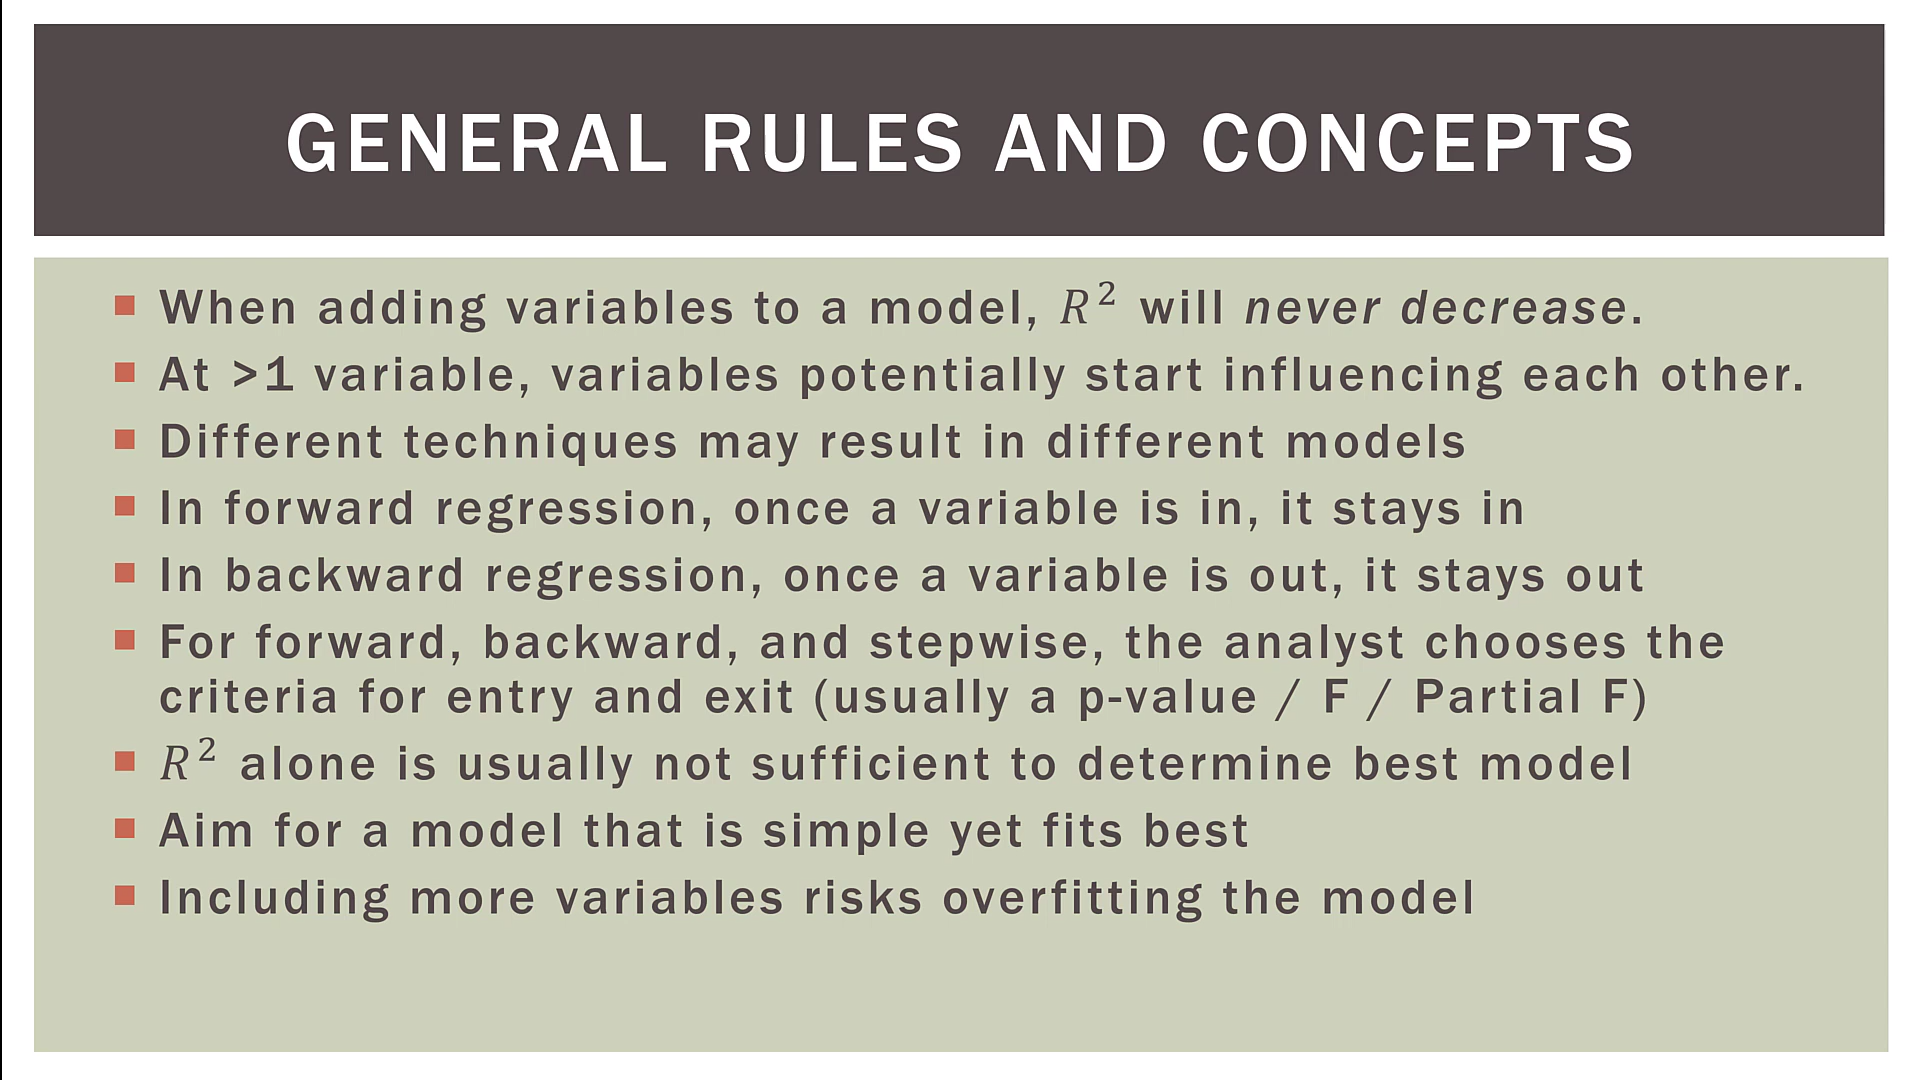 GENERAL RULES AND CONCEPTS
When adding variables to a model, R² will never decrease.
At >1 variable, variables potentially start influencing each other.
Different techniques may result in different models
In forward regression, once a variable is in, it stays in
In backward regression, once a variable is out, it stays out
For forward, backward, and stepwise, the analyst chooses the
criteria for entry and exit (usually a p-value / F / Partial F)
R² alone is usually not sufficient to determine best model
Aim for a model that is simple yet fits best
Including more variables risks overfitting the model